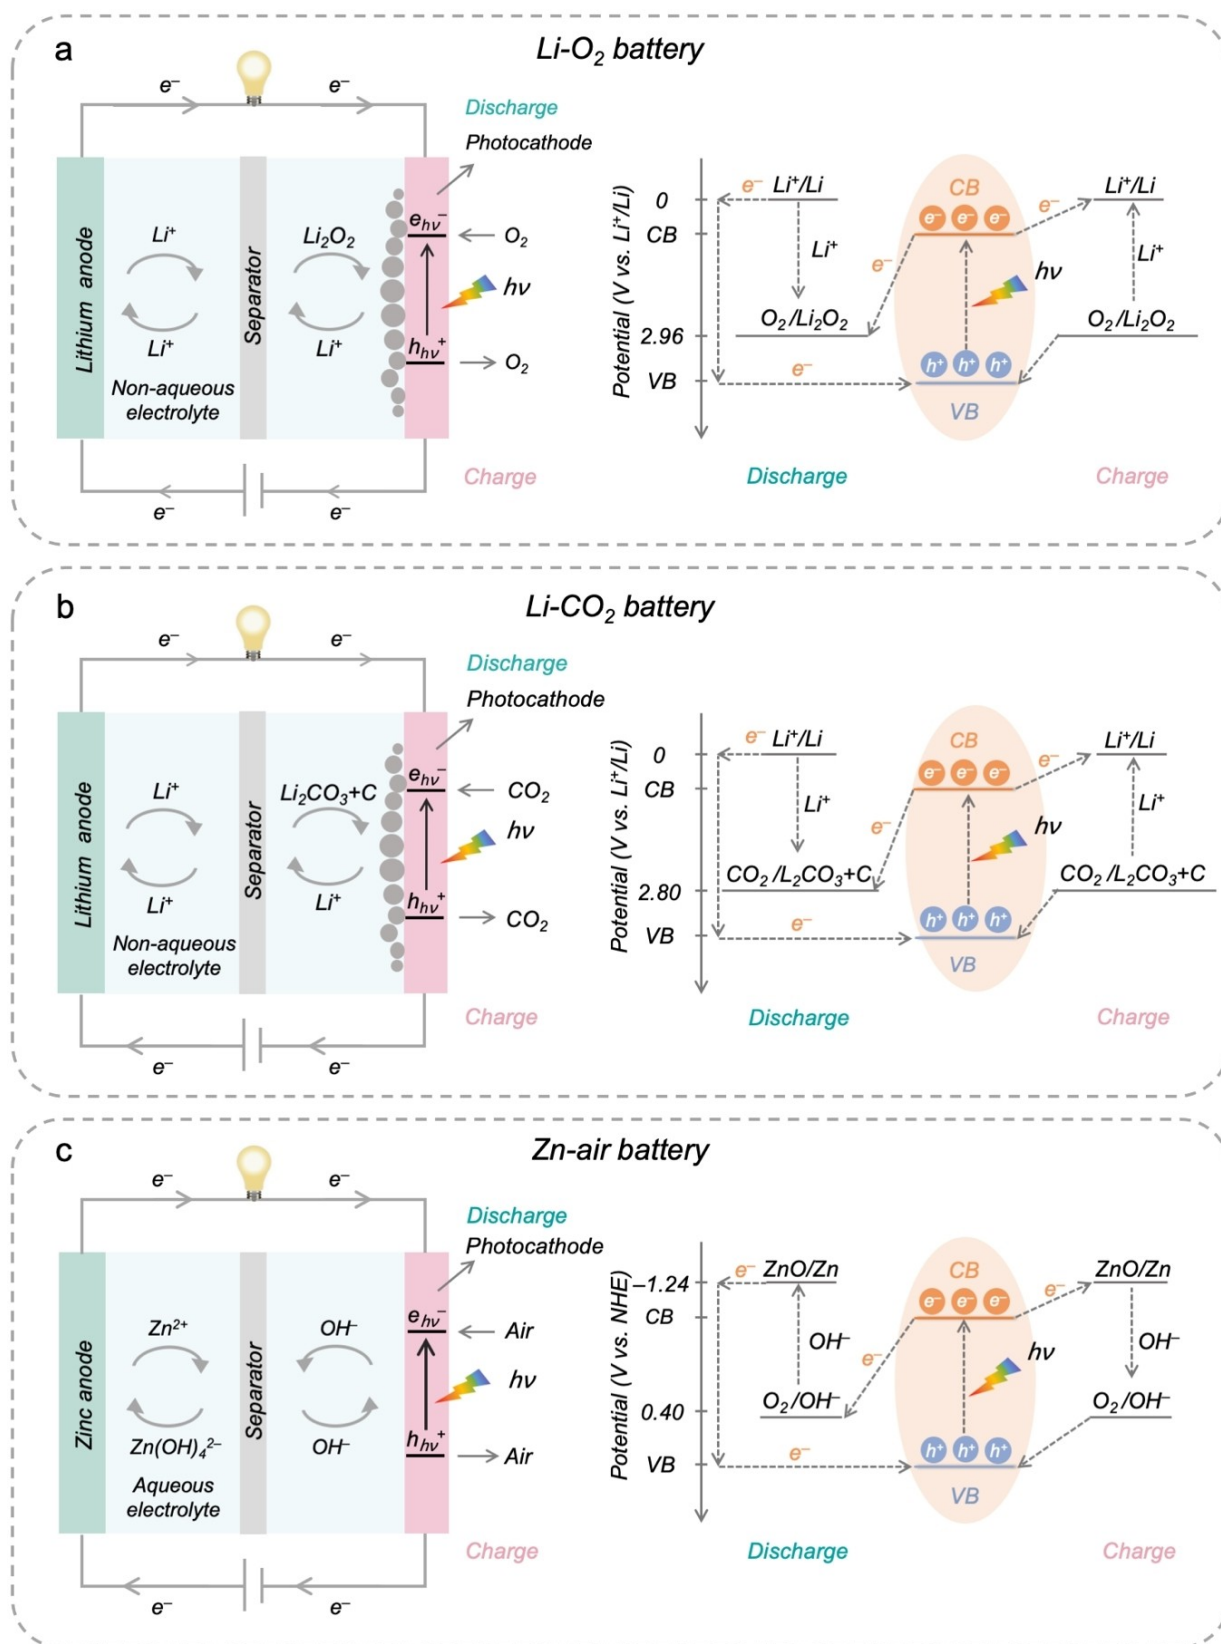 a
Li-O₂ battery
e⁻
e⁻
Discharge
Photocathode
Lithium anode
Li⁺
Li⁺
Non-aqueous
electrolyte
Separator
Li₂O₂
Li⁺
e_hν⁻
O₂
hν
h_hν⁺
O₂
Charge
e⁻
e⁻
Potential (V vs. Li⁺/Li)
0
CB
2.96
VB
e⁻
Li⁺/Li
Li⁺
O₂/Li₂O₂
e⁻
e⁻
CB
e⁻ e⁻ e⁻
hν
h⁺ h⁺ h⁺
VB
e⁻
Li⁺/Li
Li⁺
O₂/Li₂O₂
Discharge
Charge
b
Li-CO₂ battery
e⁻
e⁻
Discharge
Photocathode
Lithium anode
Li⁺
Li⁺
Non-aqueous
electrolyte
Separator
Li₂CO₃+C
Li⁺
e_hν⁻
CO₂
hν
h_hν⁺
CO₂
Charge
e⁻
e⁻
Potential (V vs. Li⁺/Li)
0
CB
2.80
VB
e⁻
Li⁺/Li
Li⁺
CO₂/L₂CO₃+C
e⁻
e⁻
CB
e⁻ e⁻ e⁻
hν
h⁺ h⁺ h⁺
VB
e⁻
Li⁺/Li
Li⁺
CO₂/L₂CO₃+C
Discharge
Charge
c
Zn-air battery
e⁻
e⁻
Discharge
Photocathode
Zinc anode
Zn²⁺
Zn(OH)₄²⁻
Aqueous
electrolyte
Separator
OH⁻
OH⁻
e_hν⁻
Air
hν
h_hν⁺
Air
Charge
e⁻
e⁻
Potential (V vs. NHE)
–1.24
CB
0.40
VB
e⁻
ZnO/Zn
OH⁻
O₂/OH⁻
e⁻
e⁻
CB
e⁻ e⁻ e⁻
hν
h⁺ h⁺ h⁺
VB
e⁻
ZnO/Zn
OH⁻
O₂/OH⁻
Discharge
Charge